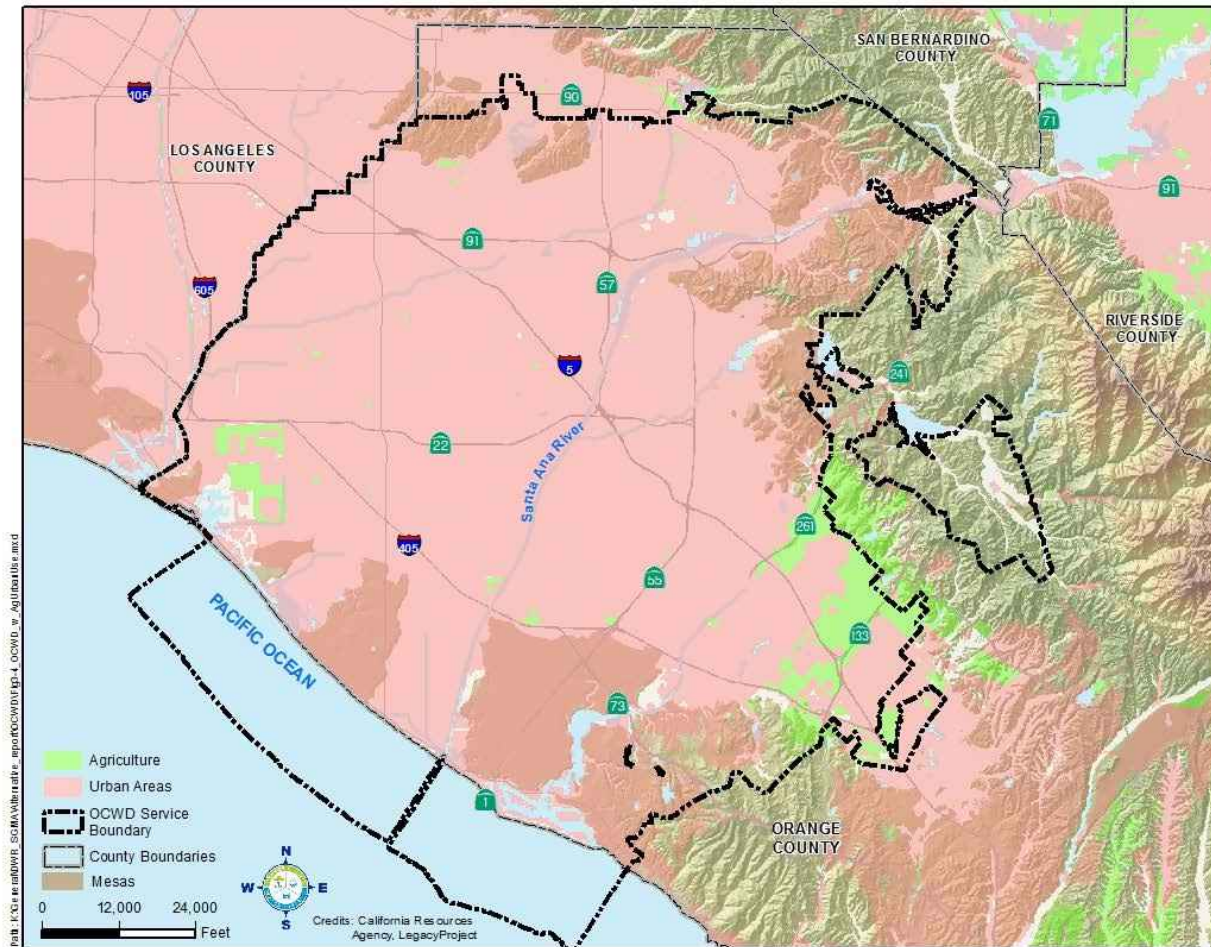 SAN BERNARDINO
COUNTY
105
90
71
LOS ANGELES
COUNTY
91
91
605
57
RIVERSIDE
COUNTY
5
241
22
Santa Ana River
261
405
55
133
PACIFIC OCEAN
73
1
ORANGE
COUNTY
Agriculture
Urban Areas
OCWD Service
Boundary
County Boundaries
Mesas
0 12,000 24,000
Feet
N
W E
S
Credits: California Resources
Agency, LegacyProject